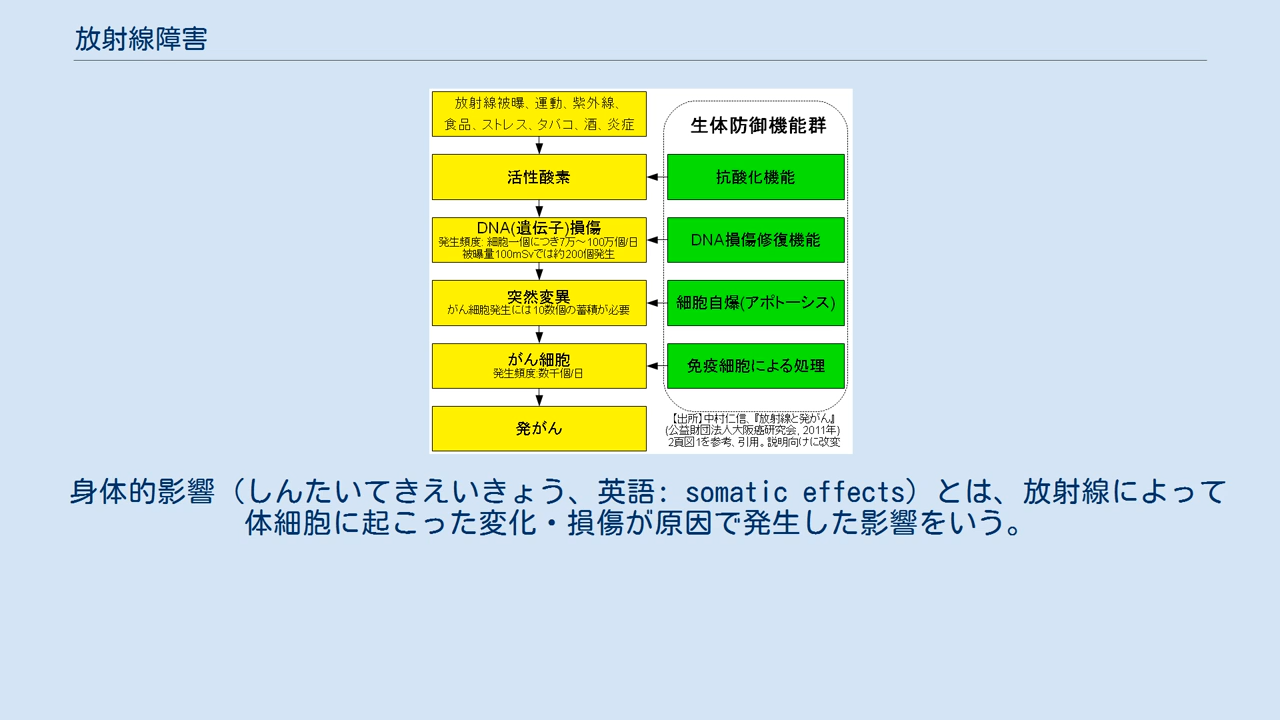 放射線障害
放射線被曝、運動、紫外線、
食品、ストレス、タバコ、酒、炎症
生体防御機能群
活性酸素
抗酸化機能
DNA(遺伝子)損傷
発生頻度: 細胞一個につき7万～100万個/日
被曝量100mSvでは約200個発生
DNA損傷修復機能
突然変異
がん細胞発生には10数個の蓄積が必要
細胞自爆(アポトーシス)
がん細胞
発生頻度:数千個/日
免疫細胞による処理
発がん
【出所】中村仁信、『放射線と発がん』
(公益財団法人大阪癌研究会, 2011年)
2頁図1を参考、引用。説明向けに改変
身体的影響（しんたいてきえいきょう、英語: somatic effects）とは、放射線によって
体細胞に起こった変化・損傷が原因で発生した影響をいう。